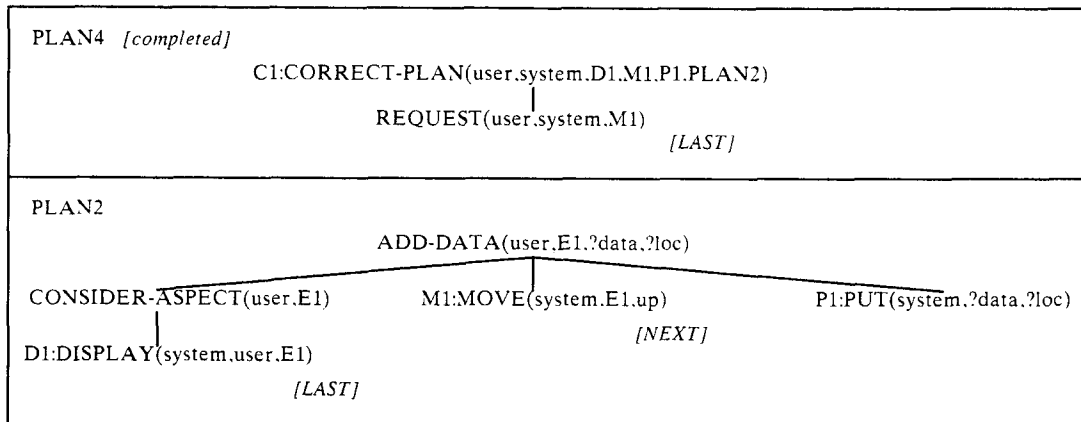 PLAN4 [completed]
C1:CORRECT-PLAN(user,system,D1,M1,P1,PLAN2)
REQUEST(user,system,M1)
[LAST]
PLAN2
ADD-DATA(user,E1,?data,?loc)
CONSIDER-ASPECT(user,E1) M1:MOVE(system,E1,up) P1:PUT(system,?data,?loc)
[NEXT]
D1:DISPLAY(system,user,E1)
[LAST]